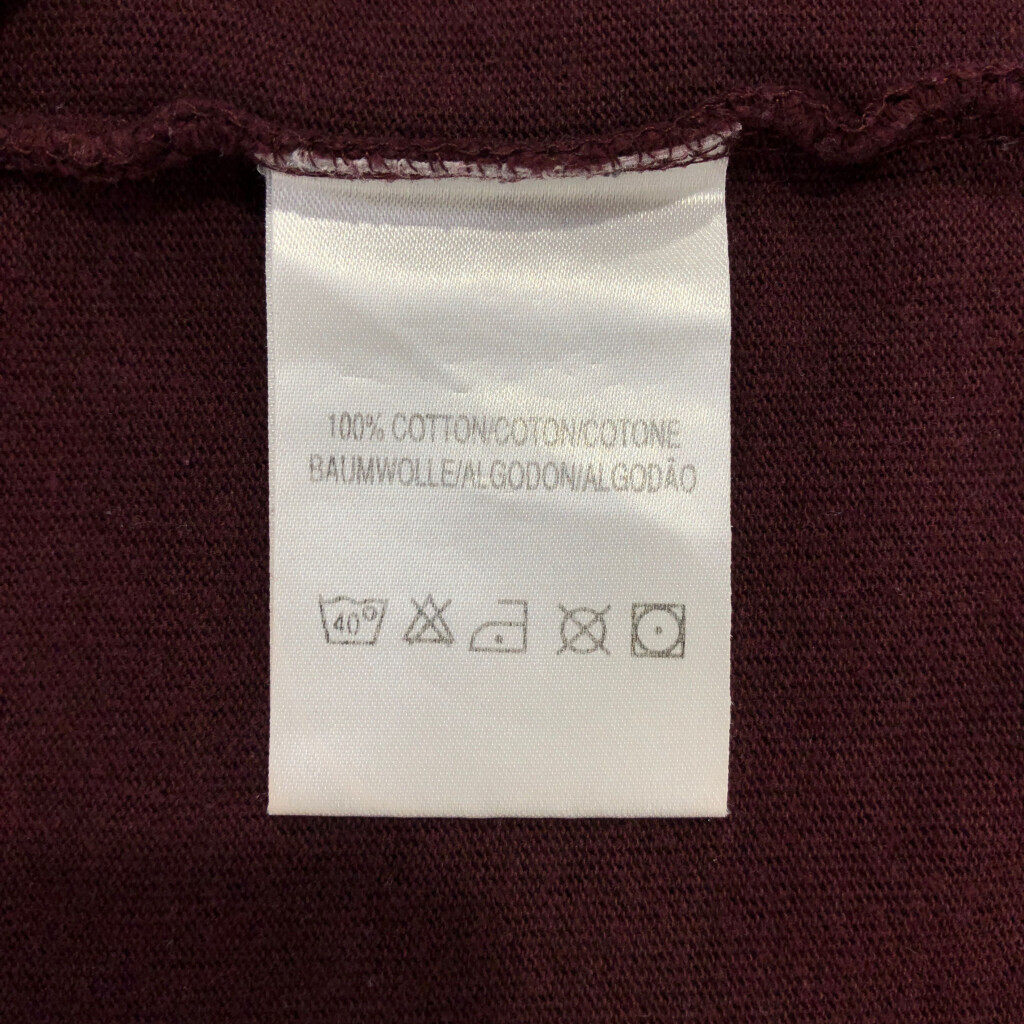 100% COTTON/COTON/COTONE
BAUMWOLLE/ALGODON/ALGODÃO
40°